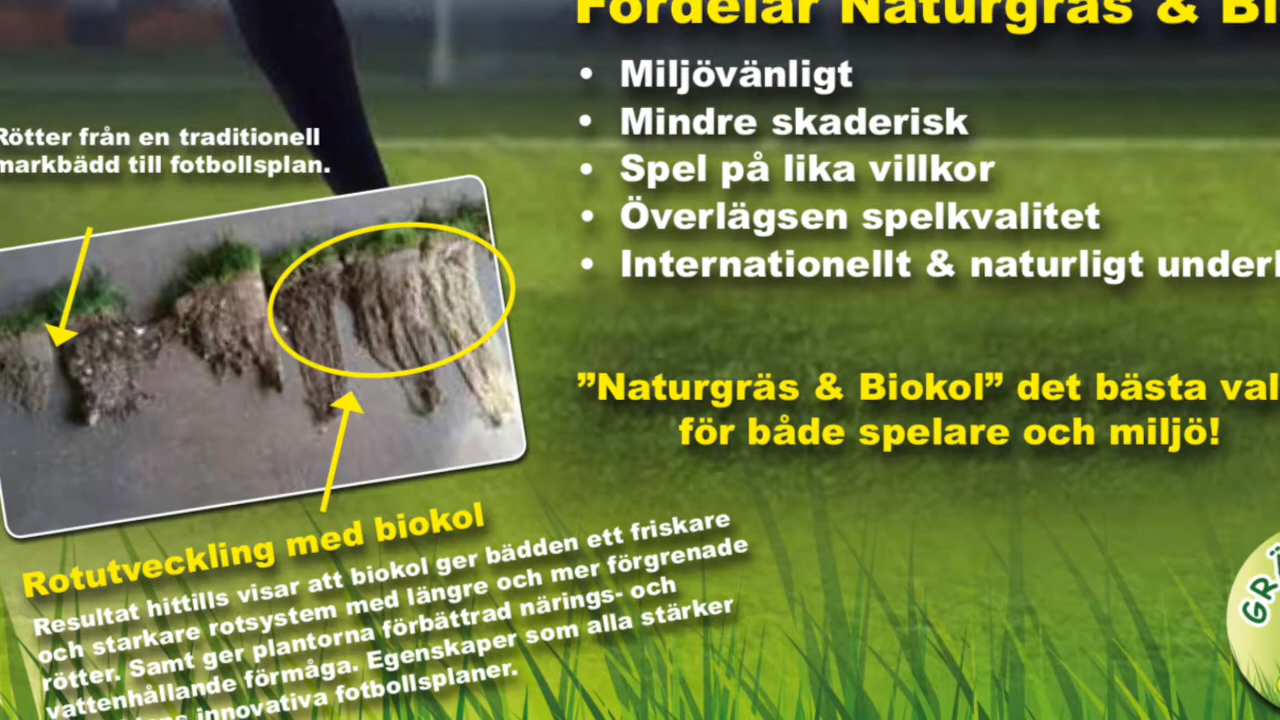 Fördelar Naturgräs &
• Miljövänligt
• Mindre skaderisk
• Spel på lika villkor
• Överlägsen spelkvalitet
• Internationellt & naturligt
Rötter från en traditionell
markbädd till fotbollsplan.
”Naturgräs & Biokol” det bästa val
för både spelare och miljö!
Rotutveckling med biokol
Resultat hittills visar att biokol ger bädden ett friskare
och starkare rotsystem med längre och mer förgrenade
rötter. Samt ger plantorna förbättrad närings- och
vattenhållande förmåga. Egenskaper som alla stärker
innovativa fotbollsplaner.